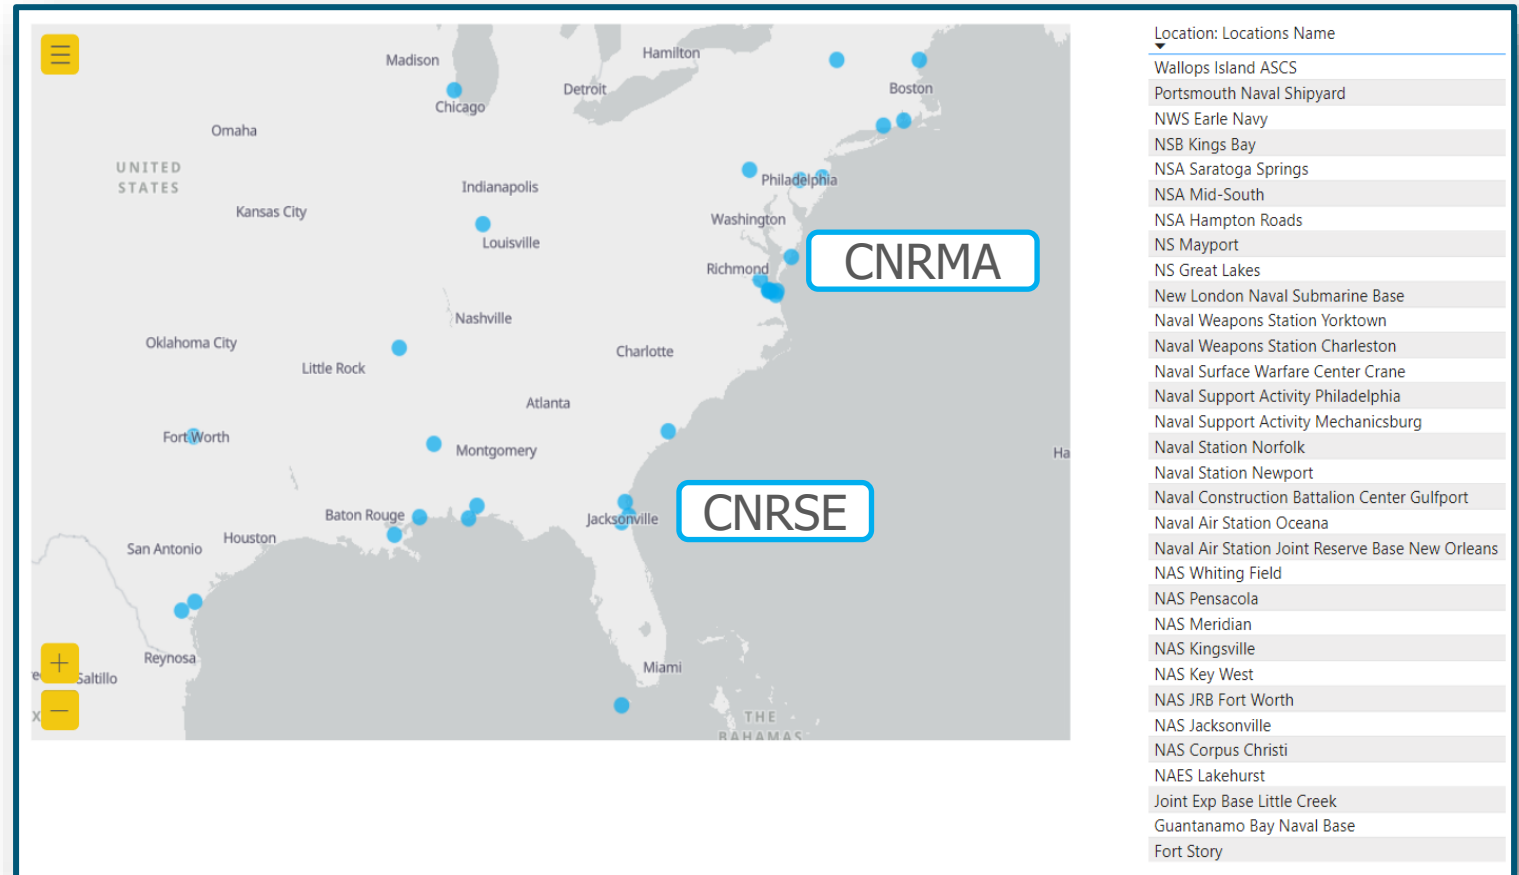 Madison
Hamilton
Detroit
Boston
Chicago
Omaha
UNITED
STATES
Indianapolis
Philadelphia
Kansas City
Washington
Louisville
Richmond
CNRMA
Nashville
Oklahoma City
Little Rock
Charlotte
Atlanta
Fort Worth
Montgomery
Ha
Baton Rouge
Jacksonville
CNRSE
Houston
San Antonio
Reynosa
Miami
Saltillo
THE
BAHAMAS
Location: Locations Name
Wallops Island ASCS
Portsmouth Naval Shipyard
NWS Earle Navy
NSB Kings Bay
NSA Saratoga Springs
NSA Mid-South
NSA Hampton Roads
NS Mayport
NS Great Lakes
New London Naval Submarine Base
Naval Weapons Station Yorktown
Naval Weapons Station Charleston
Naval Surface Warfare Center Crane
Naval Support Activity Philadelphia
Naval Support Activity Mechanicsburg
Naval Station Norfolk
Naval Station Newport
Naval Construction Battalion Center Gulfport
Naval Air Station Oceana
Naval Air Station Joint Reserve Base New Orleans
NAS Whiting Field
NAS Pensacola
NAS Meridian
NAS Kingsville
NAS Key West
NAS JRB Fort Worth
NAS Jacksonville
NAS Corpus Christi
NAES Lakehurst
Joint Exp Base Little Creek
Guantanamo Bay Naval Base
Fort Story